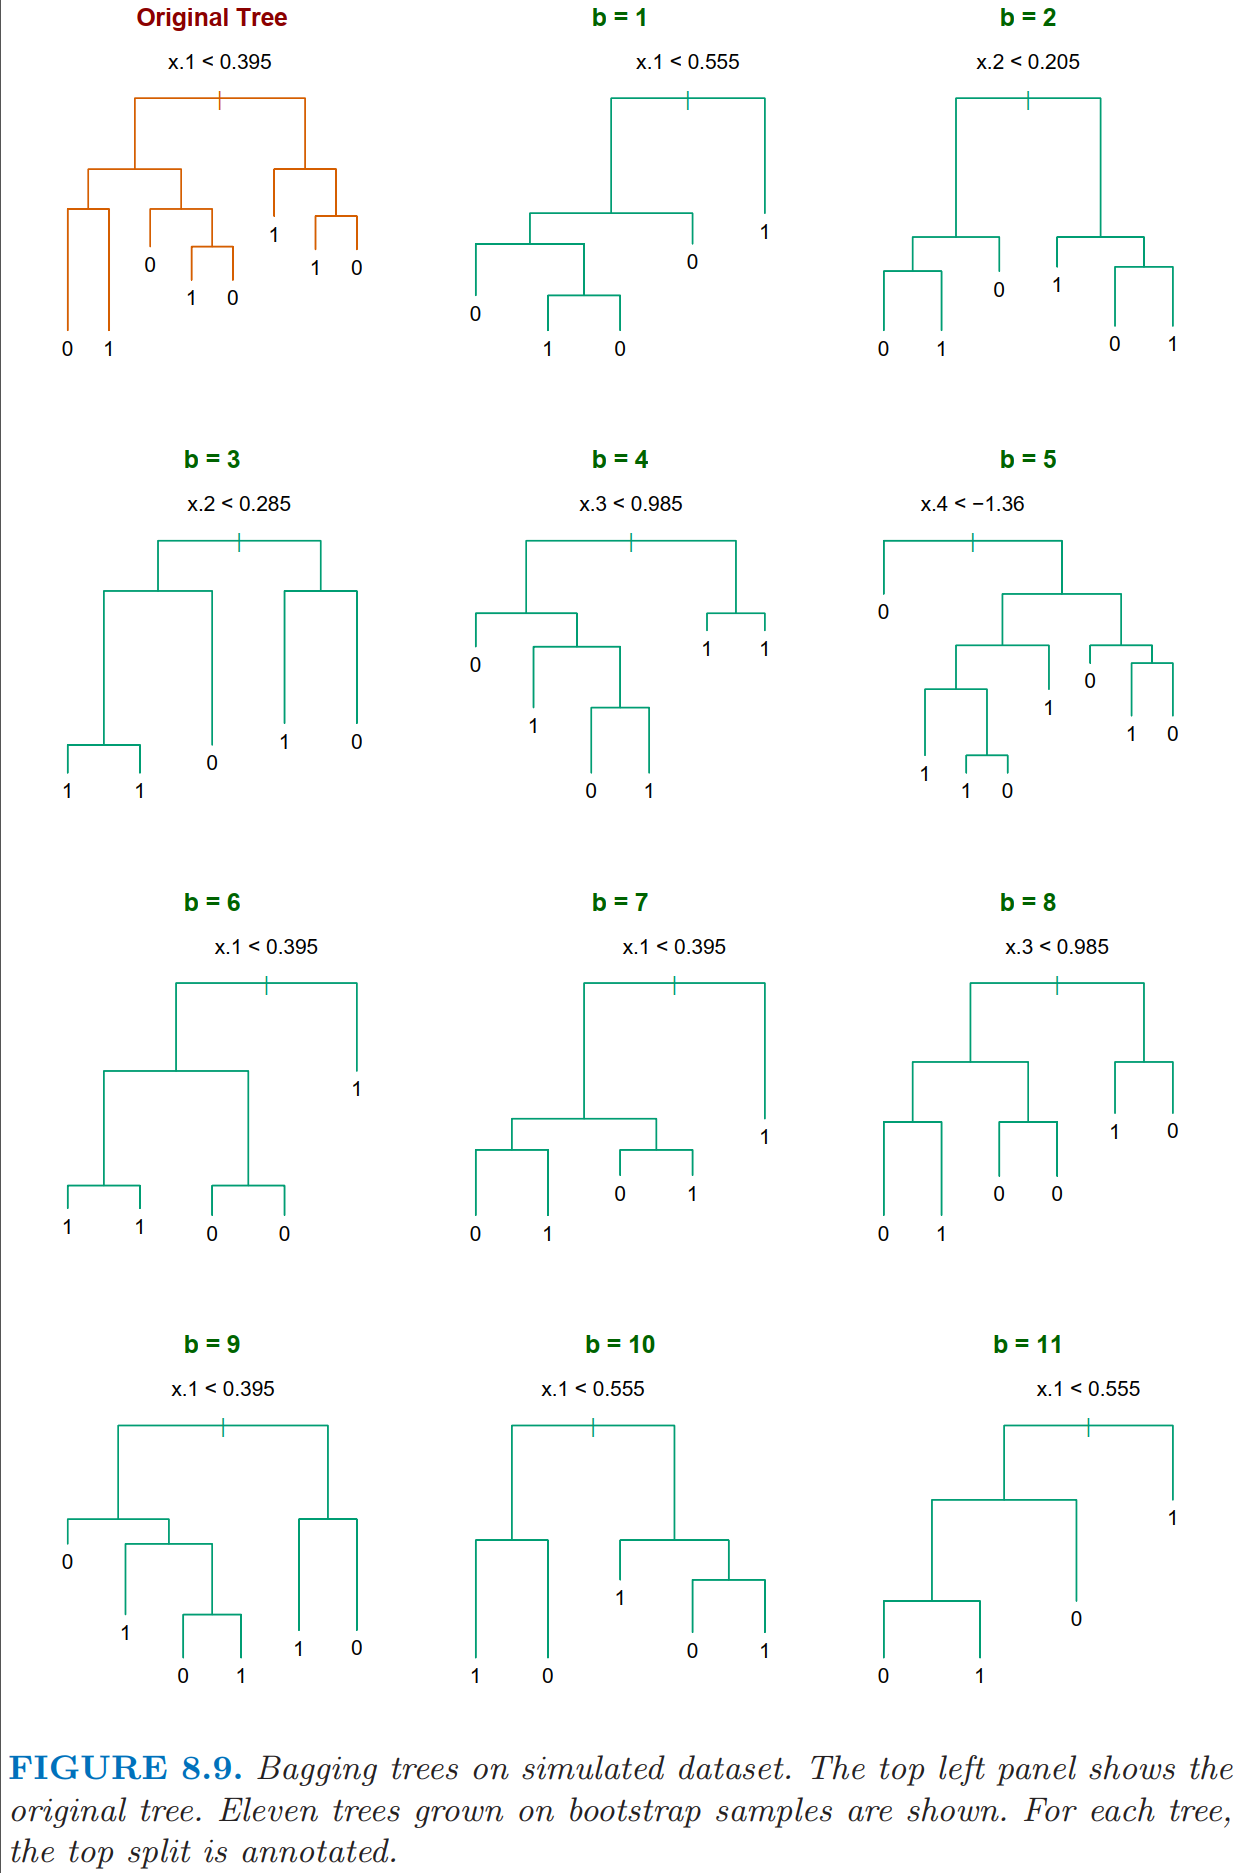 Original Tree
x.1 < 0.395
0 1 0 1 0 1 1 0
b = 1
x.1 < 0.555
0 1 0 0 1
b = 2
x.2 < 0.205
0 1 0 1 0 1
b = 3
x.2 < 0.285
1 1 0 1 0
b = 4
x.3 < 0.985
0 1 0 1 1 1
b = 5
x.4 < −1.36
0 1 1 0 1 0 1 0
b = 6
x.1 < 0.395
1 1 0 0 1
b = 7
x.1 < 0.395
0 1 0 1 1
b = 8
x.3 < 0.985
0 1 0 0 1 0
b = 9
x.1 < 0.395
0 1 0 1 1 0
b = 10
x.1 < 0.555
1 0 1 0 1
b = 11
x.1 < 0.555
0 1 0 1
FIGURE 8.9. Bagging trees on simulated dataset. The top left panel shows the
original tree. Eleven trees grown on bootstrap samples are shown. For each tree,
the top split is annotated.